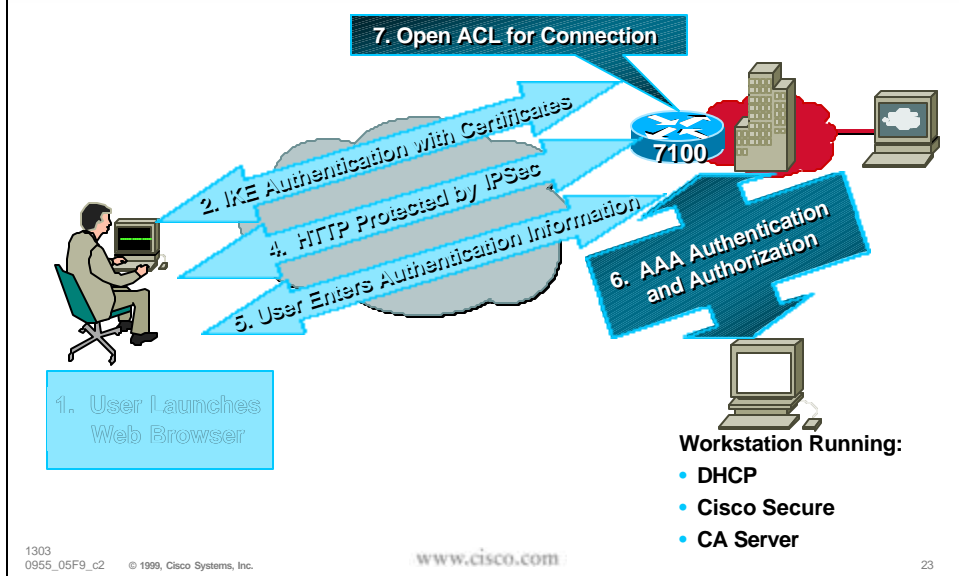 7. Open ACL for Connection
2. IKE Authentication with Certificates
7100
4. HTTP Protected by IPSec
5. User Enters Authentication Information
6. AAA Authentication
and Authorization
1. User Launches
Web Browser
Workstation Running:
• DHCP
• Cisco Secure
• CA Server
1303
0955_05F9_c2 © 1999, Cisco Systems, Inc.
www.cisco.com
23